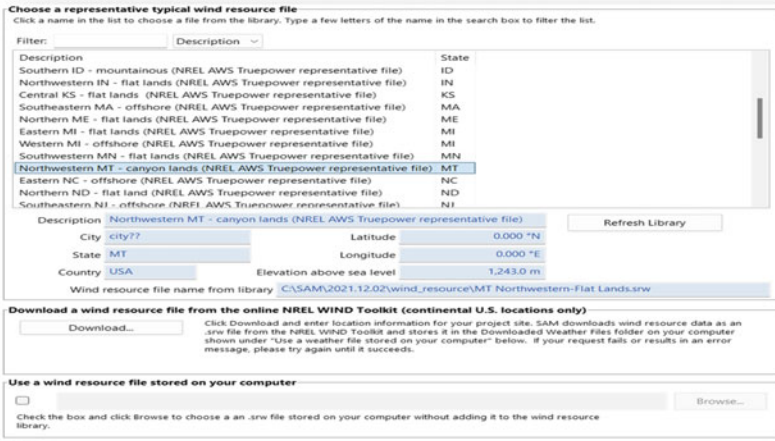 Choose a representative typical wind resource file
Click a name in the list to choose a file from the library. Type a few letters of the name in the search box to filter the list.
Filter: Description
Description State
Southern ID - mountainous (NREL AWS Truepower representative file) ID
Northwestern IN - flat lands (NREL AWS Truepower representative file) IN
Central KS - flat lands (NREL AWS Truepower representative file) KS
Southeastern MA - offshore (NREL AWS Truepower representative file) MA
Northern ME - flat lands (NREL AWS Truepower representative file) ME
Eastern MI - flat lands (NREL AWS Truepower representative file) MI
Western MI - offshore (NREL AWS Truepower representative file) MI
Southwestern MN - flat lands (NREL AWS Truepower representative file) MN
Northwestern MT - canyon lands (NREL AWS Truepower representative file) MT
Eastern NC - offshore (NREL AWS Truepower representative file) NC
Northern ND - flat land (NREL AWS Truepower representative file) ND
Southeastern NJ - offshore (NREL AWS Truepower representative file) NJ
Description Northwestern MT - canyon lands (NREL AWS Truepower representative file) Refresh Library
City city?? Latitude 0.000 °N
State MT Longitude 0.000 °E
Country USA Elevation above sea level 1,243.0 m
Wind resource file name from library C:\SAM\2021.12.02\wind_resource\MT Northwestern-Flat Lands.srw
Download a wind resource file from the online NREL WIND Toolkit (continental U.S. locations only)
Download... Click Download and enter location information for your project site. SAM downloads wind resource data as an
.srw file from the NREL WIND Toolkit and stores it in the Downloaded Weather Files folder on your computer
shown under "Use a weather file stored on your computer" below. If your request fails or results in an error
message, please try again until it succeeds.
Use a wind resource file stored on your computer
Browse...
Check the box and click Browse to choose a an .srw file stored on your computer without adding it to the wind resource
library.